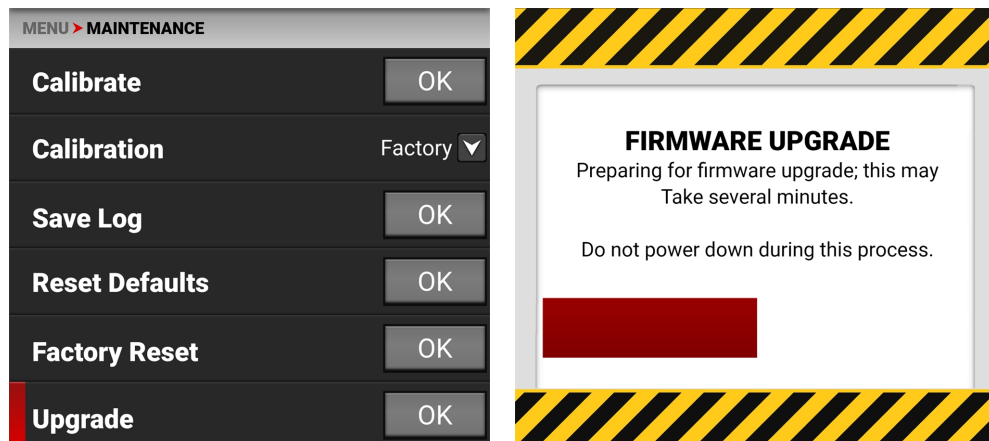 MENU > MAINTENANCE
Calibrate OK
Calibration Factory
Save Log OK
Reset Defaults OK
Factory Reset OK
Upgrade OK
FIRMWARE UPGRADE
Preparing for firmware upgrade; this may
Take several minutes.
Do not power down during this process.